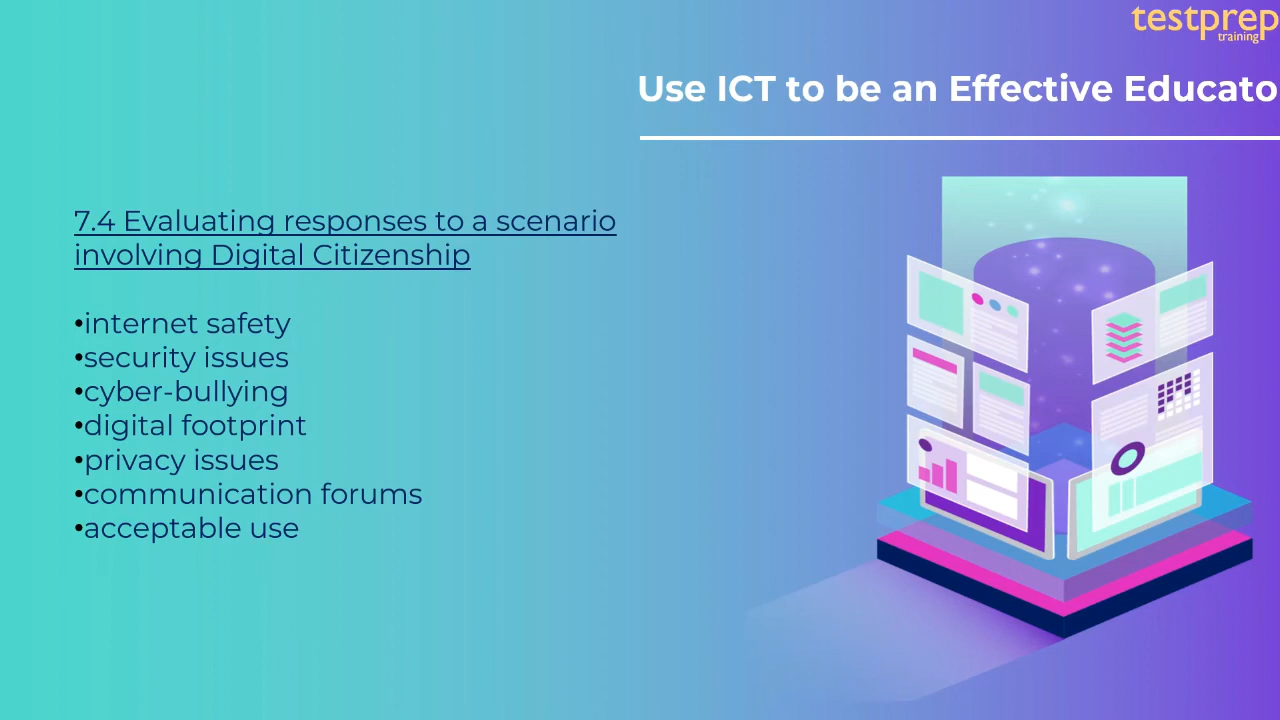 testprep
training
Use ICT to be an Effective Educato
7.4 Evaluating responses to a scenario
involving Digital Citizenship
•internet safety
•security issues
•cyber-bullying
•digital footprint
•privacy issues
•communication forums
•acceptable use